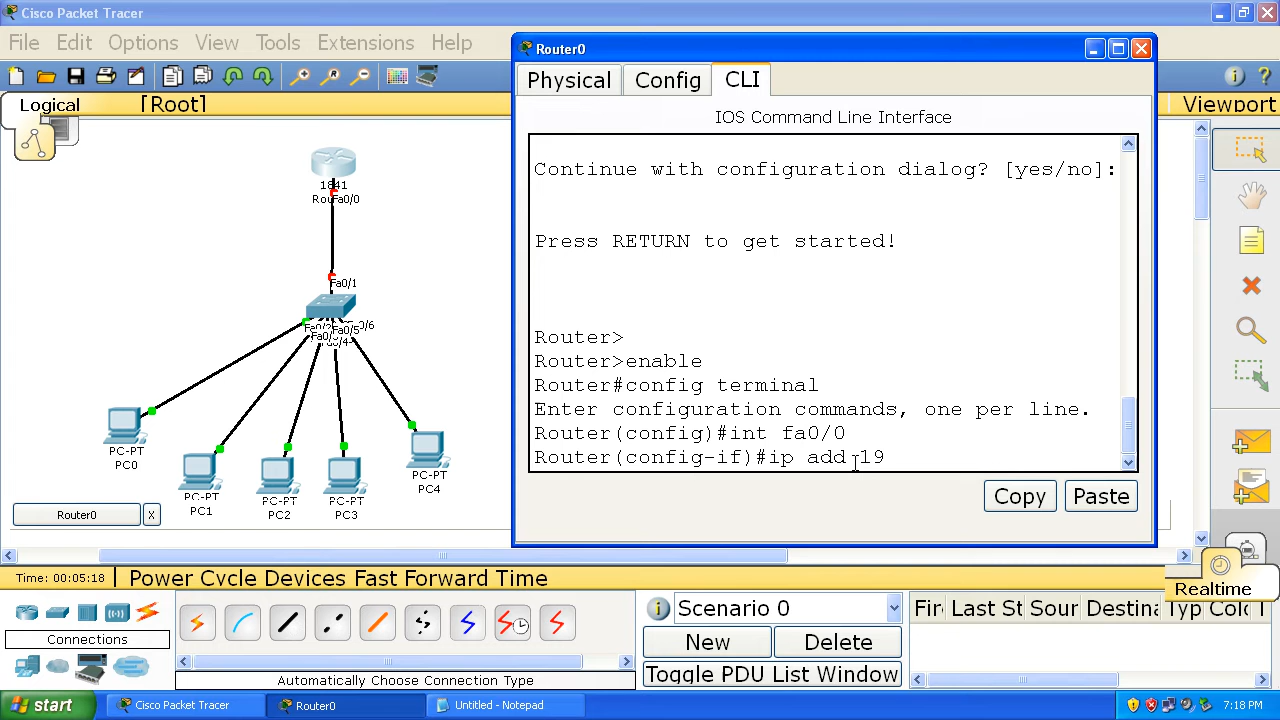 Cisco Packet Tracer
File Edit Options View Tools Extensions Help
Logical
[Root]
Viewport
Router0
Physical Config CLI
IOS Command Line Interface
Continue with configuration dialog? [yes/no]:
Press RETURN to get started!
Router>
Router>enable
Router#config terminal
Enter configuration commands, one per line.
Router(config)#int fa0/0
Router(config-if)#ip add 19
Copy Paste
1841
Fa0/0
Fa0/1
PC-PT
PC0
PC-PT
PC1
PC-PT
PC2
PC-PT
PC3
PC-PT
PC4
Router0 X
Time: 00:05:18 Power Cycle Devices Fast Forward Time
Realtime
Connections
Automatically Choose Connection Type
Scenario 0
New Delete
Toggle PDU List Window
Last St Sour Destina
start Cisco Packet Tracer Router0 Untitled - Notepad 7:18 PM